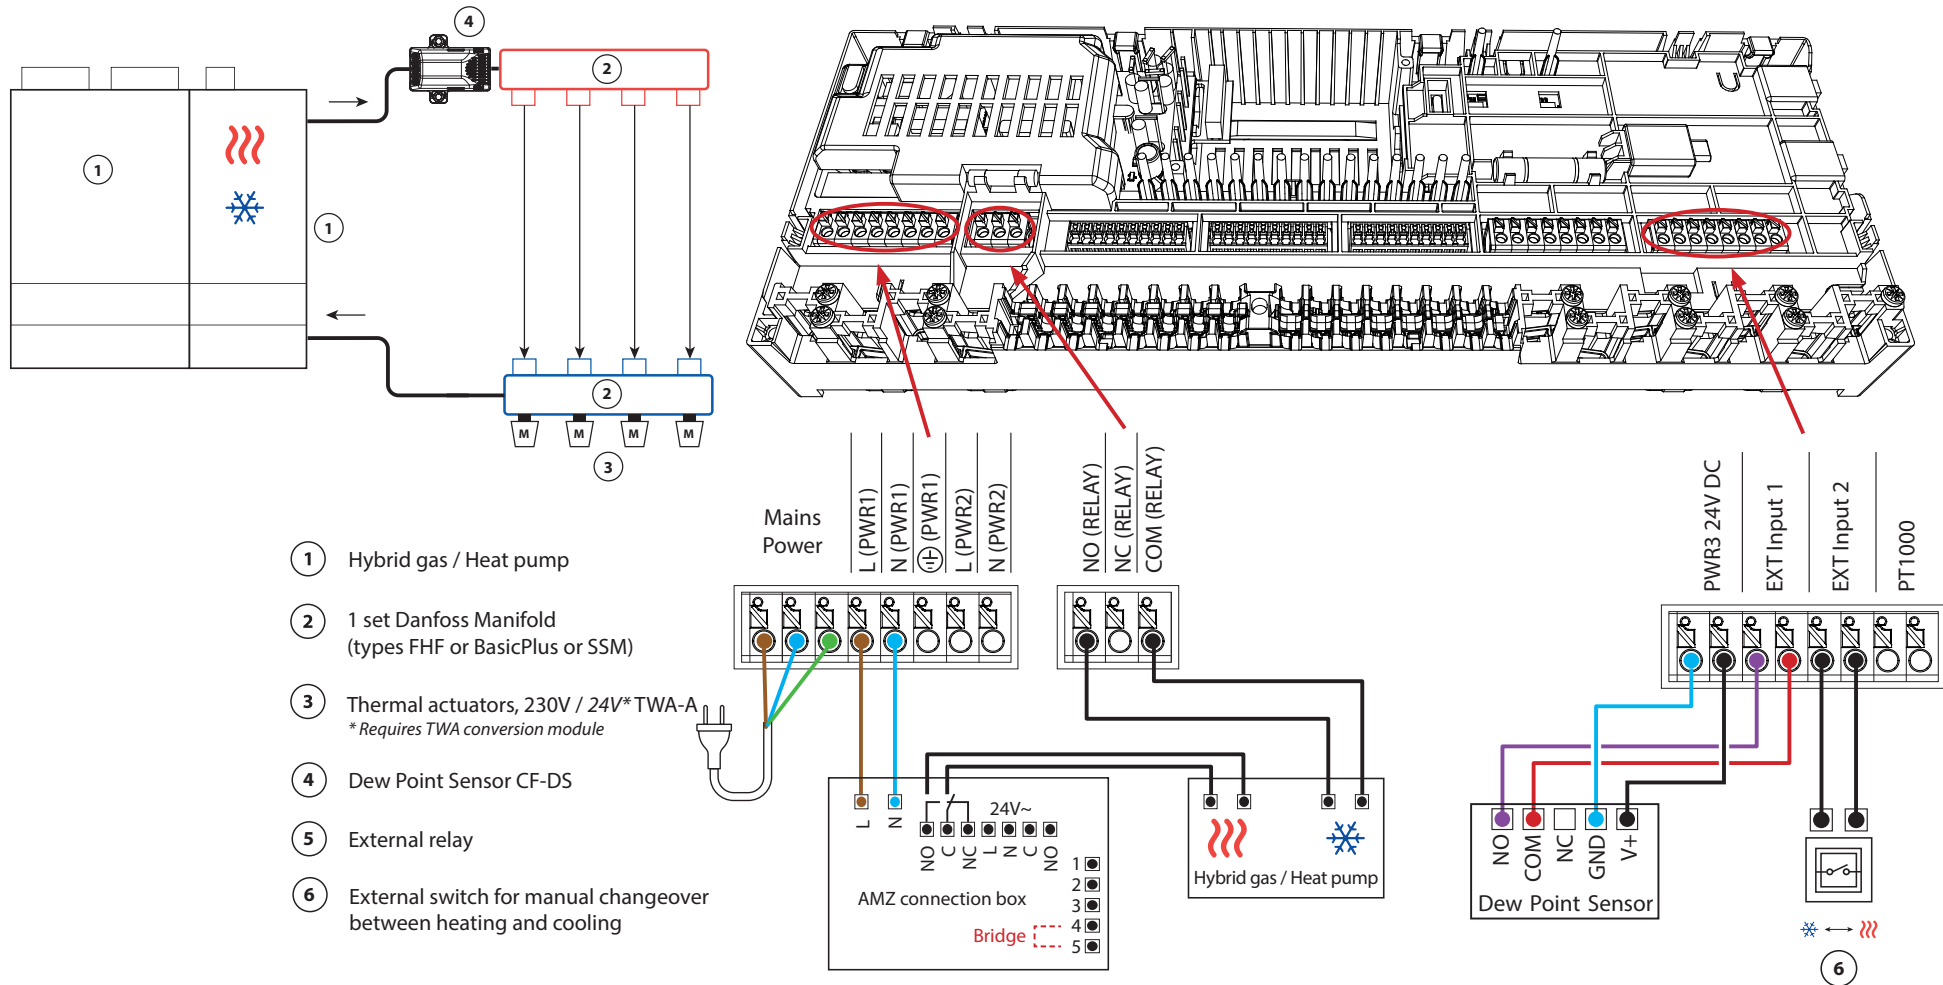 4
2
1
1
2
M M M M
3
1 Hybrid gas / Heat pump
2 1 set Danfoss Manifold
(types FHF or BasicPlus or SSM)
3 Thermal actuators, 230V / 24V* TWA-A
* Requires TWA conversion module
4 Dew Point Sensor CF-DS
5 External relay
6 External switch for manual changeover
between heating and cooling
Mains
Power
L (PWR1)
N (PWR1)
(PWR1)
L (PWR2)
N (PWR2)
NO (RELAY)
NC (RELAY)
COM (RELAY)
PWR3 24V DC
EXT Input 1
EXT Input 2
PT1000
L
N
24V~
NO
C
NC
L
N
C
NO
1
2
3
4
5
AMZ connection box
Bridge
Hybrid gas / Heat pump
NO
COM
NC
GND
V+
Dew Point Sensor
6